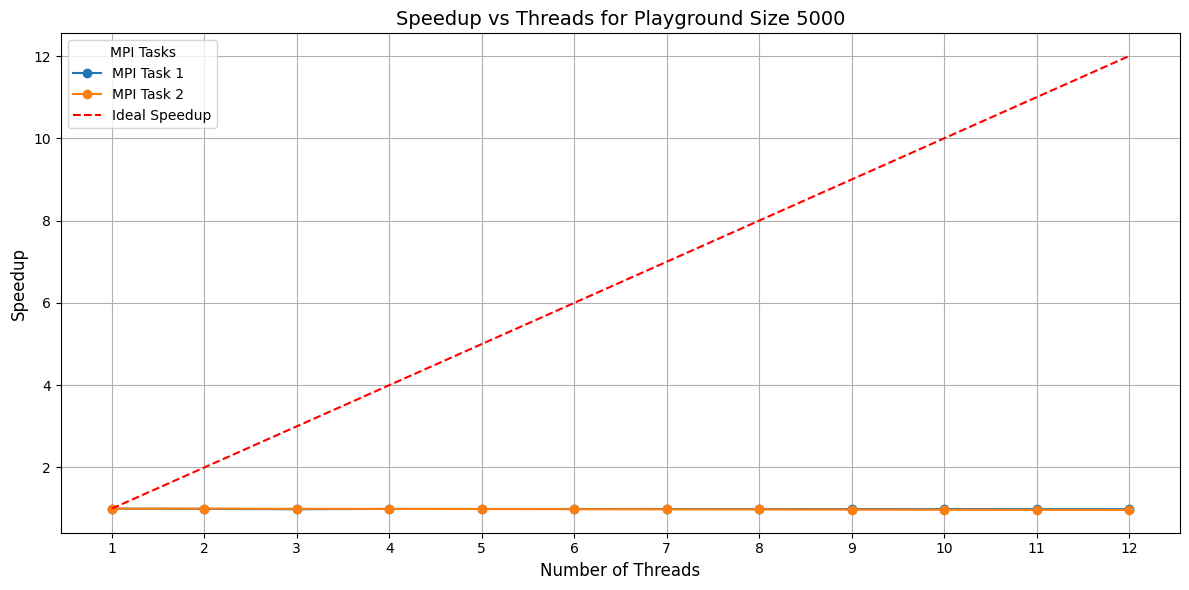 Speedup vs Threads for Playground Size 5000
MPI Tasks
MPI Task 1
MPI Task 2
Ideal Speedup
Speedup
12
10
8
6
4
2
1 2 3 4 5 6 7 8 9 10 11 12
Number of Threads